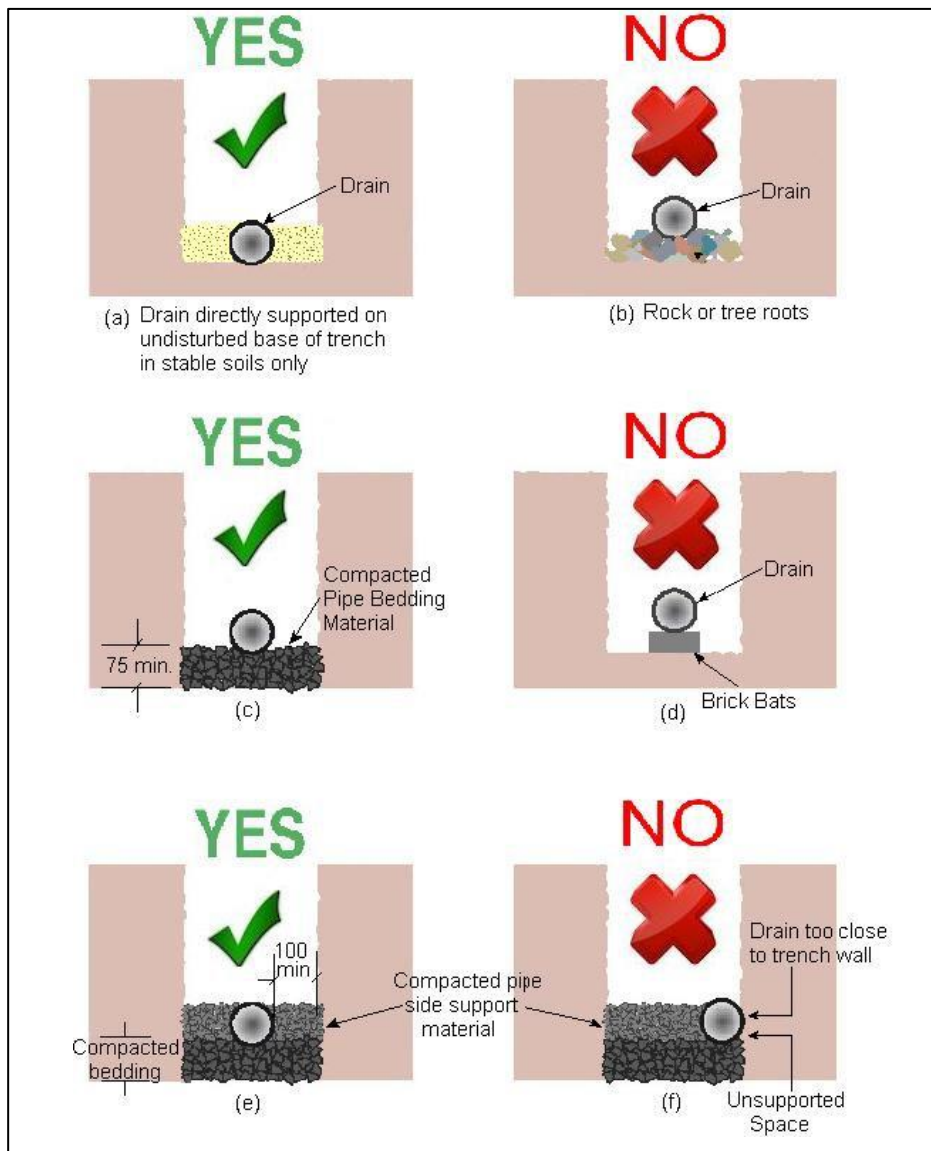 YES
NO
Drain
Drain
(a) Drain directly supported on
undisturbed base of trench
in stable soils only
(b) Rock or tree roots
YES
NO
Compacted
Pipe Bedding
Material
75 min.
(c)
Drain
Brick Bats
(d)
YES
NO
100
min
Compacted pipe
side support
material
Compacted
bedding
(e)
Drain too close
to trench wall
Unsupported
Space
(f)